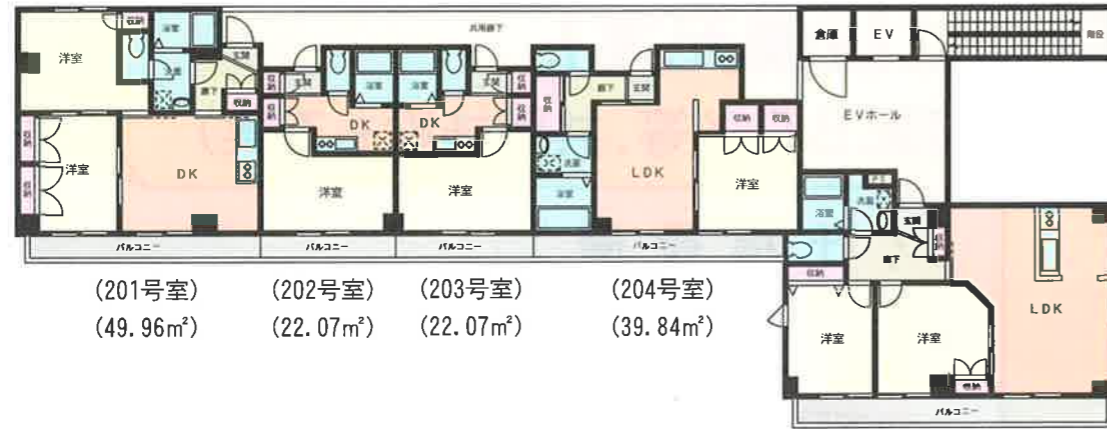 収納
浴室
洋室
洗面
玄関
廊下
収納
収納
収納
洋室
DK
バルコニー
共用廊下
収納
玄関
浴室
収納
DK
洋室
バルコニー
浴室
玄関
収納
DK
収納
洋室
バルコニー
収納
廊下
玄関
洗面
浴室
LDK
収納
収納
洋室
バルコニー
倉庫
EV
階段
EVホール
PS
浴室
洗面
玄関
収納
廊下
収納
洋室
洋室
収納
LDK
バルコニー
(201号室)
(49.96㎡)
(202号室)
(22.07㎡)
(203号室)
(22.07㎡)
(204号室)
(39.84㎡)